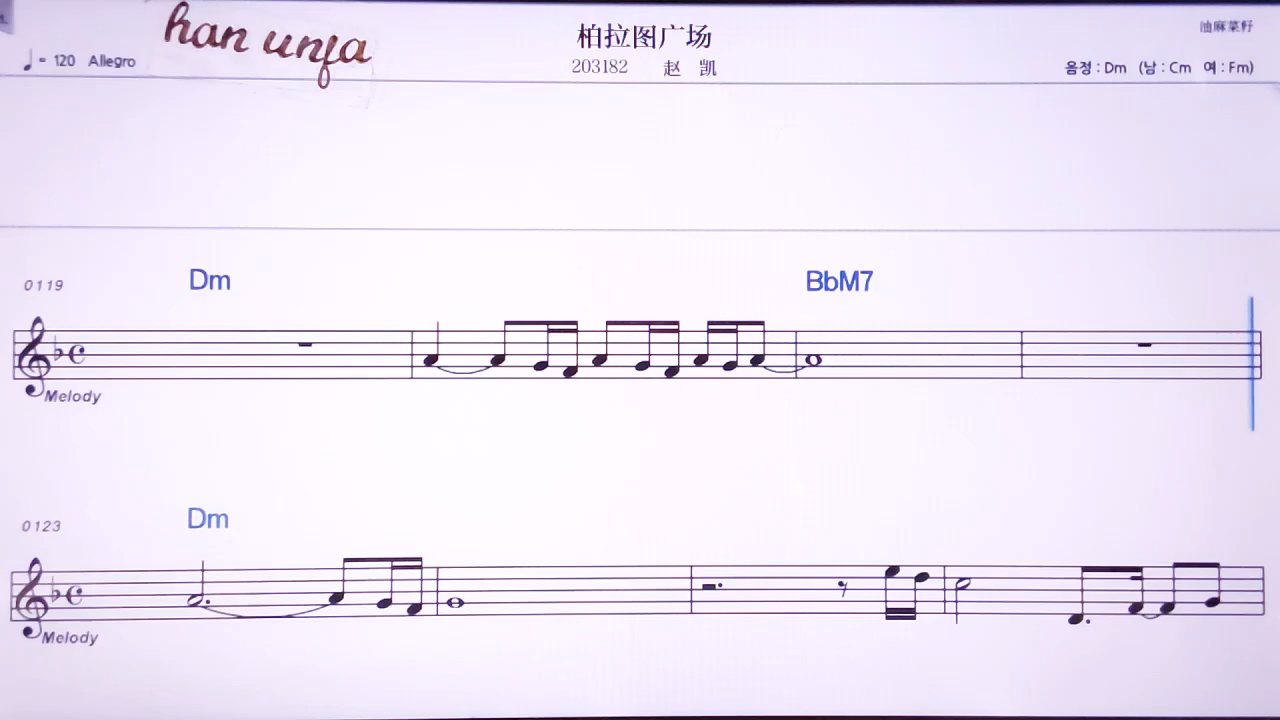 han unfa
柏拉图广场
油麻菜籽
♩= 120 Allegro
203182 赵 凯
음정 : Dm (남 : Cm 여 : Fm)
0119
Dm
BbM7
Melody
0123
Dm
Melody